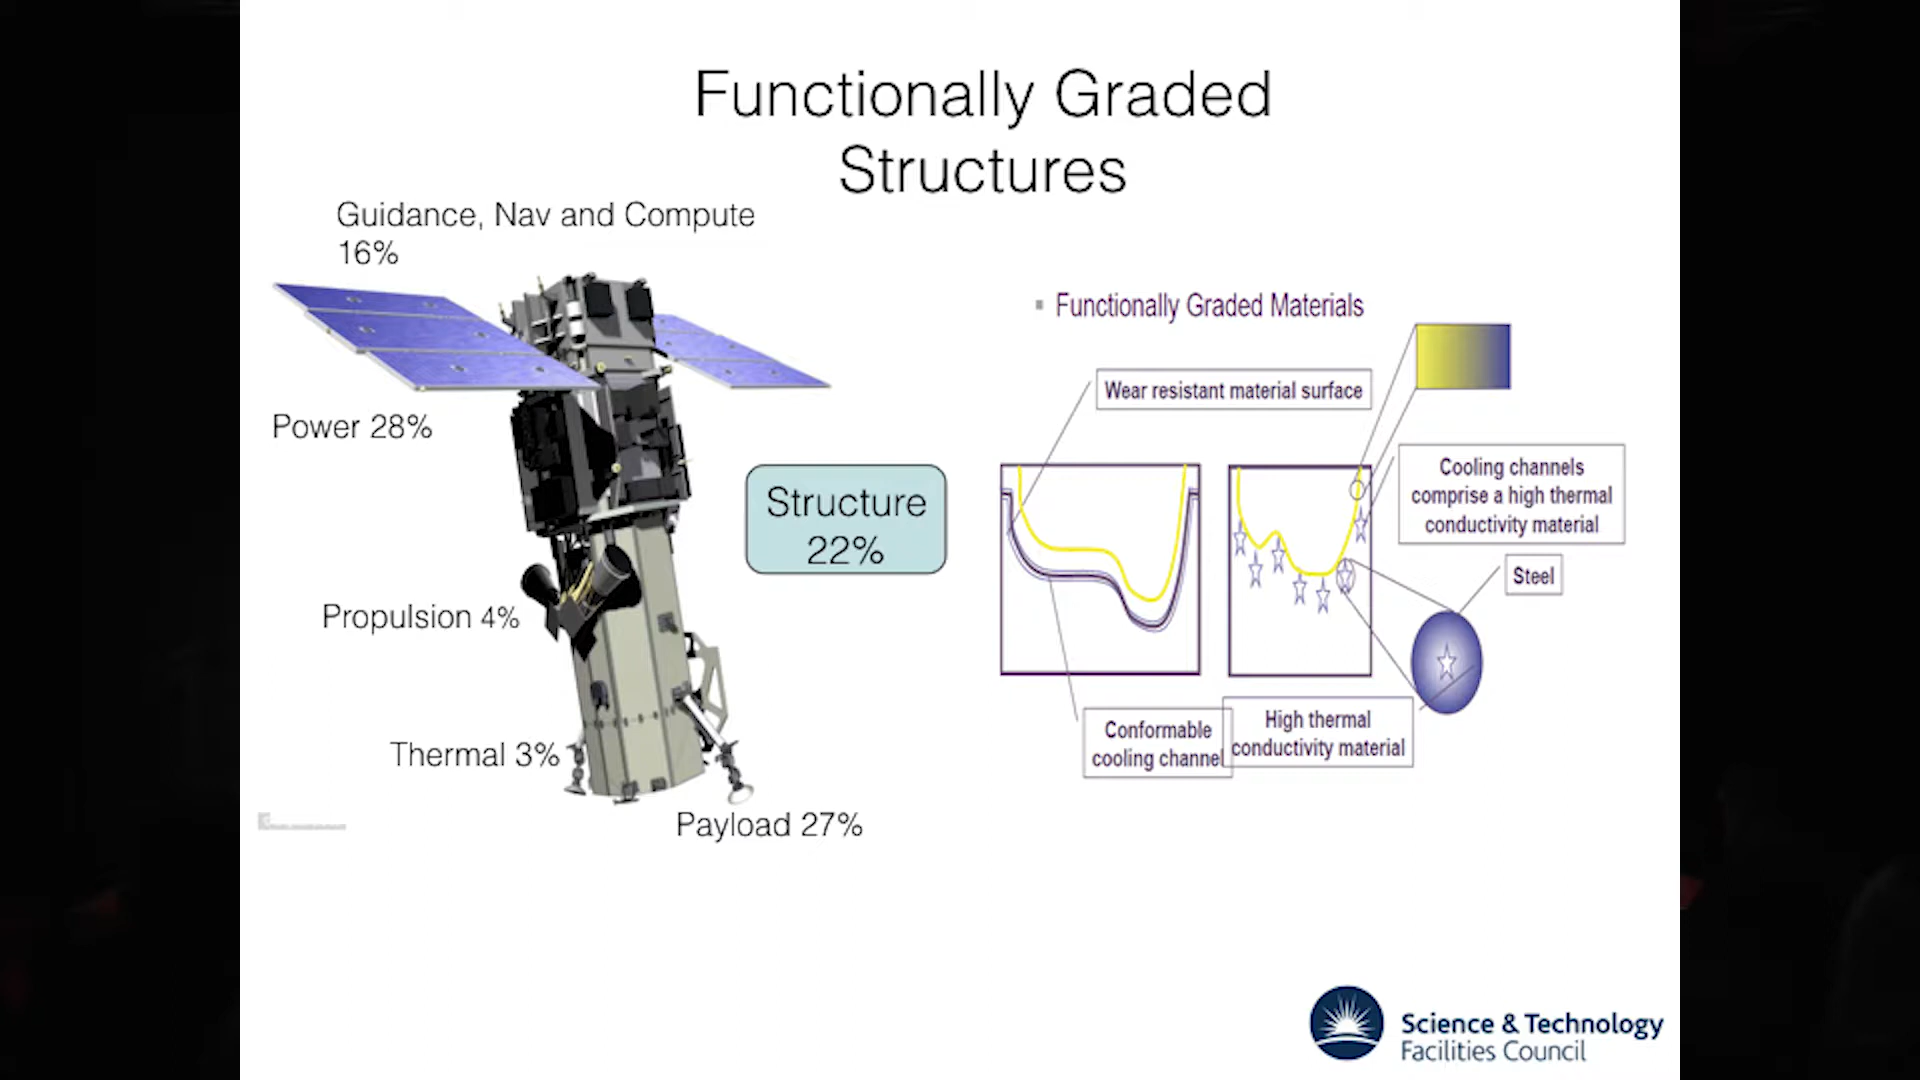 Functionally Graded
Structures
Guidance, Nav and Compute
16%
Power 28%
Structure
22%
Propulsion 4%
Thermal 3%
Payload 27%
Functionally Graded Materials
Wear resistant material surface
Cooling channels
comprise a high thermal
conductivity material
Steel
Conformable
cooling channel
High thermal
conductivity material
Science & Technology
Facilities Council